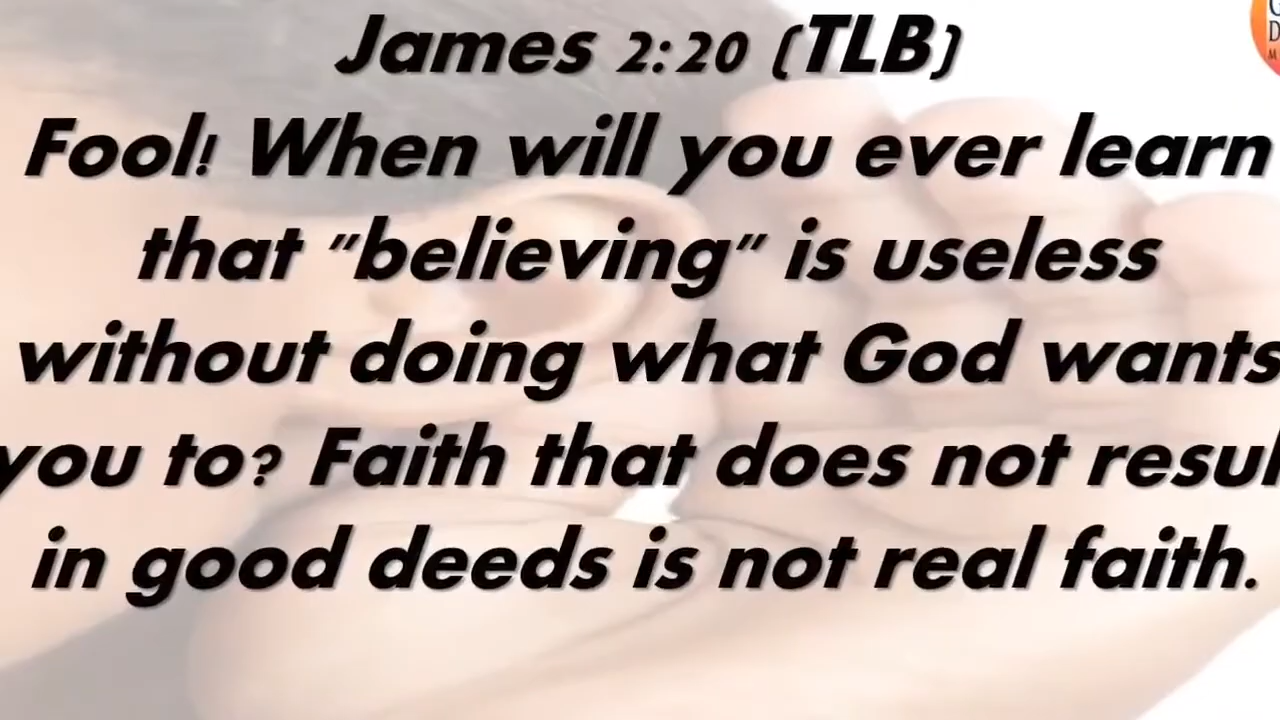 James 2:20 (TLB)
Fool! When will you ever learn
that "believing" is useless
without doing what God wants
you to? Faith that does not resul
in good deeds is not real faith.